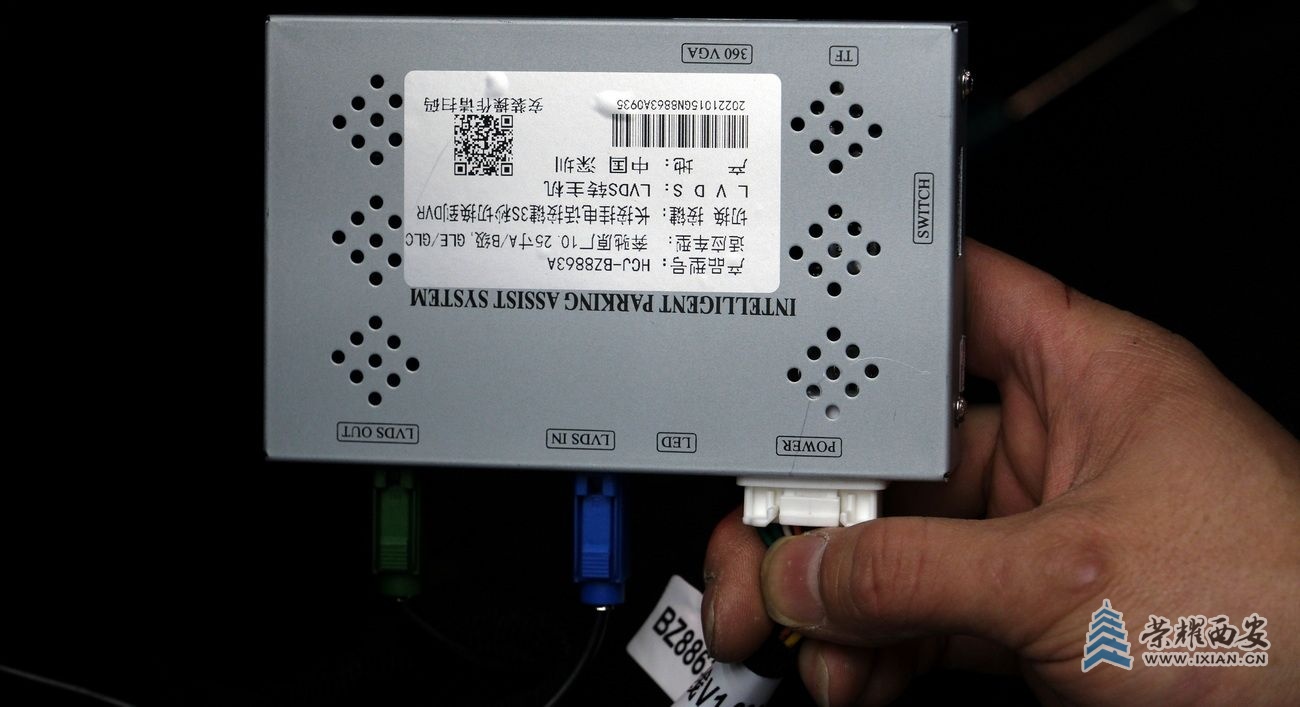 POWER
LED
LVDS IN
LVDS OUT
INTELLIGENT PARKING ASSIST SYSTEM
产品型号: HCJ-BZ8863A
适应车型: 奔驰原厂10.25寸A/B级, GLE/GLC
切换 按键: 长按挂电话按键3S秒切换到DVR
L V D S: LVDS转主机
产 地: 中国 深圳
20221015GN8863A0935
安装操作请扫码
SWITCH
TF
360 VGA
荣耀西安
WWW.IXIAN.CN